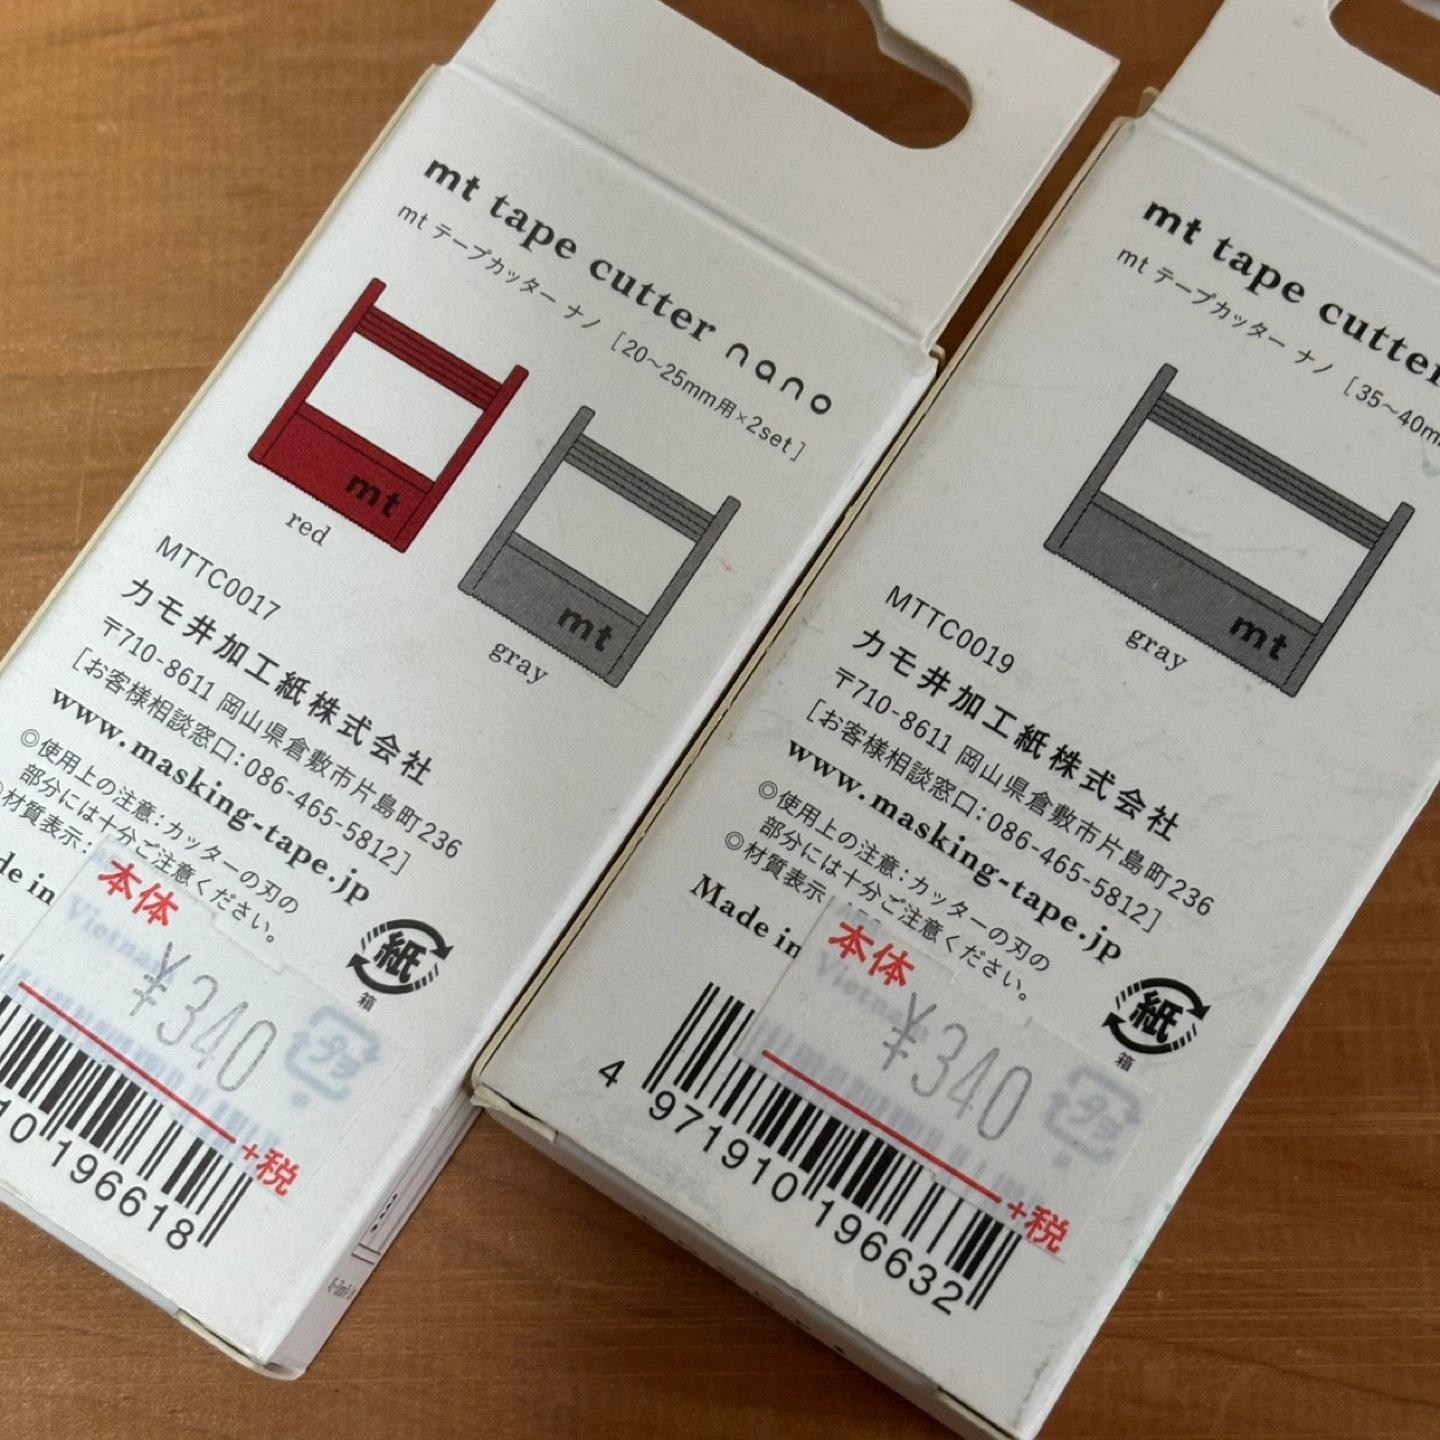 mt tape cutter nano
mt テープカッター ナノ [20～25mm用×2set]
mt
red
mt
gray
MTTC0017
カモ井加工紙株式会社
〒710-8611 岡山県倉敷市片島町236
[お客様相談窓口:086-465-5812]
www.masking-tape.jp
◎使用上の注意:カッターの刃の
部分には十分ご注意ください。
◎材質表示:
de in
Vietnam
本体
¥340
+税
紙
箱
10 196618
mt tape cutter
mt テープカッター ナノ [35～40m
mt
gray
MTTC0019
カモ井加工紙株式会社
〒710-8611 岡山県倉敷市片島町236
[お客様相談窓口:086-465-5812]
www.masking-tape.jp
◎使用上の注意:カッターの刃の
部分には十分ご注意ください。
◎材質表示
Made in
Vietnam
本体
¥340
+税
紙
箱
4 971910 196632